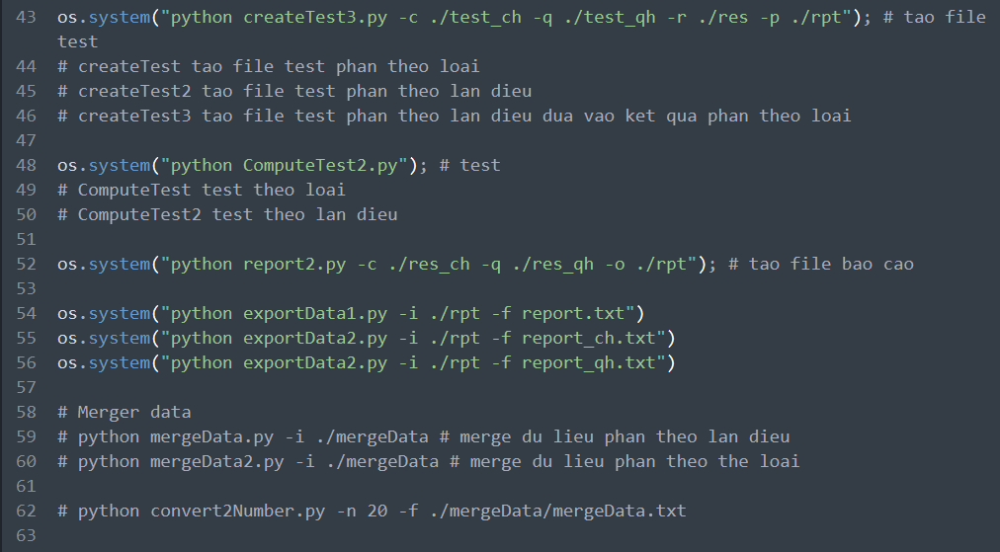 43 os.system("python createTest3.py -c ./test_ch -q ./test_qh -r ./res -p ./rpt"); # tao file
test
44 # createTest tao file test phan theo loai
45 # createTest2 tao file test phan theo lan dieu
46 # createTest3 tao file test phan theo lan dieu dua vao ket qua phan theo loai
47
48 os.system("python ComputeTest2.py"); # test
49 # ComputeTest test theo loai
50 # ComputeTest2 test theo lan dieu
51
52 os.system("python report2.py -c ./res_ch -q ./res_qh -o ./rpt"); # tao file bao cao
53
54 os.system("python exportData1.py -i ./rpt -f report.txt")
55 os.system("python exportData2.py -i ./rpt -f report_ch.txt")
56 os.system("python exportData2.py -i ./rpt -f report_qh.txt")
57
58 # Merger data
59 # python mergeData.py -i ./mergeData # merge du lieu phan theo lan dieu
60 # python mergeData2.py -i ./mergeData # merge du lieu phan theo the loai
61
62 # python convert2Number.py -n 20 -f ./mergeData/mergeData.txt
63